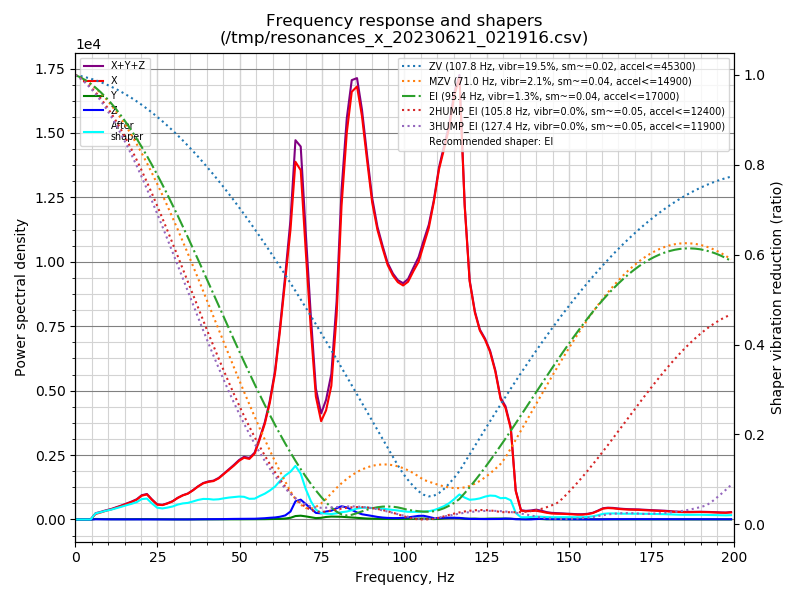 Frequency response and shapers
(/tmp/resonances_x_20230621_021916.csv)
1e4
X+Y+Z
X
Y
Z
After
shaper
ZV (107.8 Hz, vibr=19.5%, sm~=0.02, accel<=45300)
MZV (71.0 Hz, vibr=2.1%, sm~=0.04, accel<=14900)
EI (95.4 Hz, vibr=1.3%, sm~=0.04, accel<=17000)
2HUMP_EI (105.8 Hz, vibr=0.0%, sm~=0.05, accel<=12400)
3HUMP_EI (127.4 Hz, vibr=0.0%, sm~=0.05, accel<=11900)
Recommended shaper: EI
1.75
1.50
1.25
1.00
0.75
0.50
0.25
0.00
Power spectral density
1.0
0.8
0.6
0.4
0.2
0.0
Shaper vibration reduction (ratio)
0 25 50 75 100 125 150 175 200
Frequency, Hz